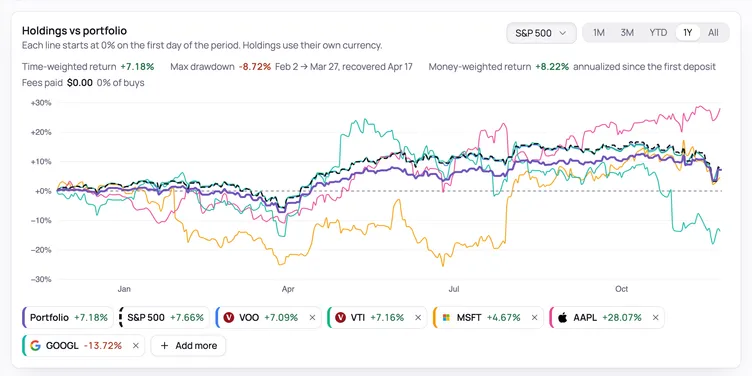 Holdings vs portfolio
Each line starts at 0% on the first day of the period. Holdings use their own currency.
S&P 500
1M 3M YTD 1Y All
Time-weighted return +7.18% Max drawdown -8.72% Feb 2 → Mar 27, recovered Apr 17 Money-weighted return +8.22% annualized since the first deposit
Fees paid $0.00 0% of buys
+30%
+20%
+10%
+0%
-10%
-20%
-30%
Jan Apr Jul Oct
Portfolio +7.18% S&P 500 +7.66% V VOO +7.09% × V VTI +7.16% × MSFT +4.67% × AAPL +28.07% ×
G GOOGL -13.72% × + Add more